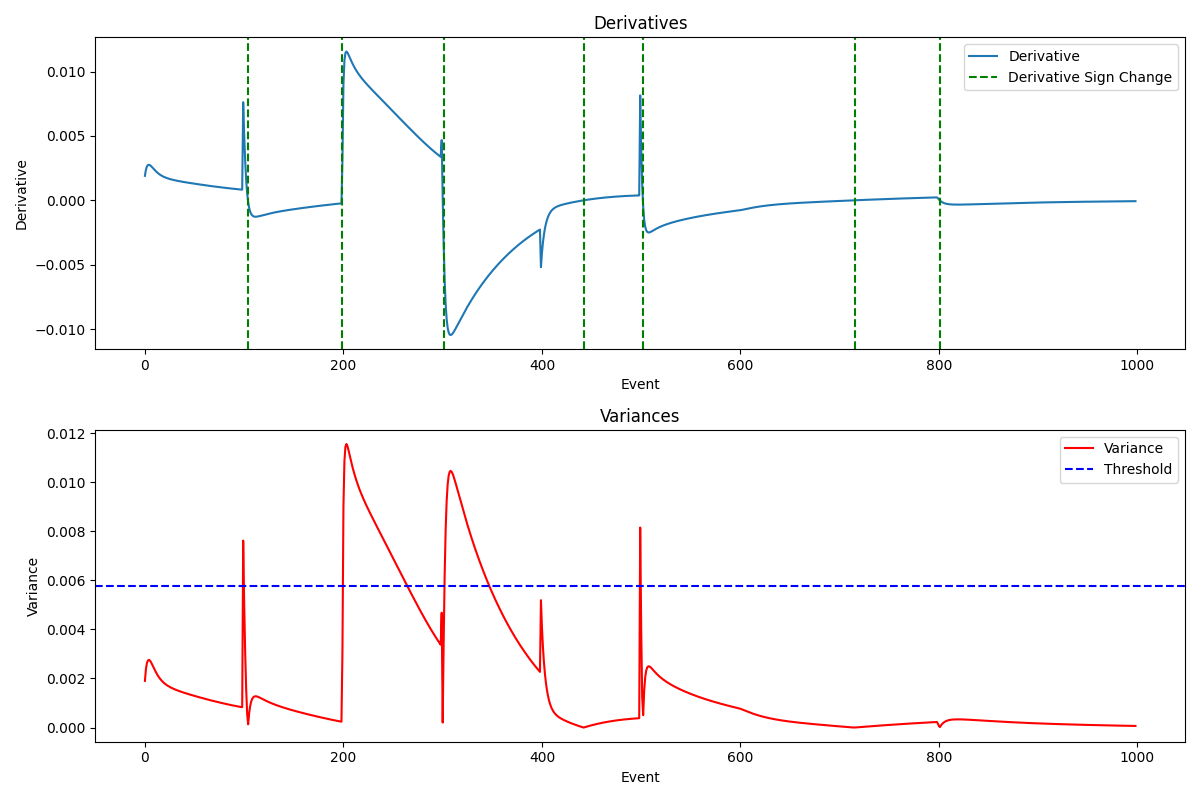 Derivatives
Derivative
0.010
0.005
0.000
−0.005
−0.010
Derivative
Derivative Sign Change
0 200 400 600 800 1000
Event
Variances
Variance
0.012
0.010
0.008
0.006
0.004
0.002
0.000
Variance
Threshold
0 200 400 600 800 1000
Event